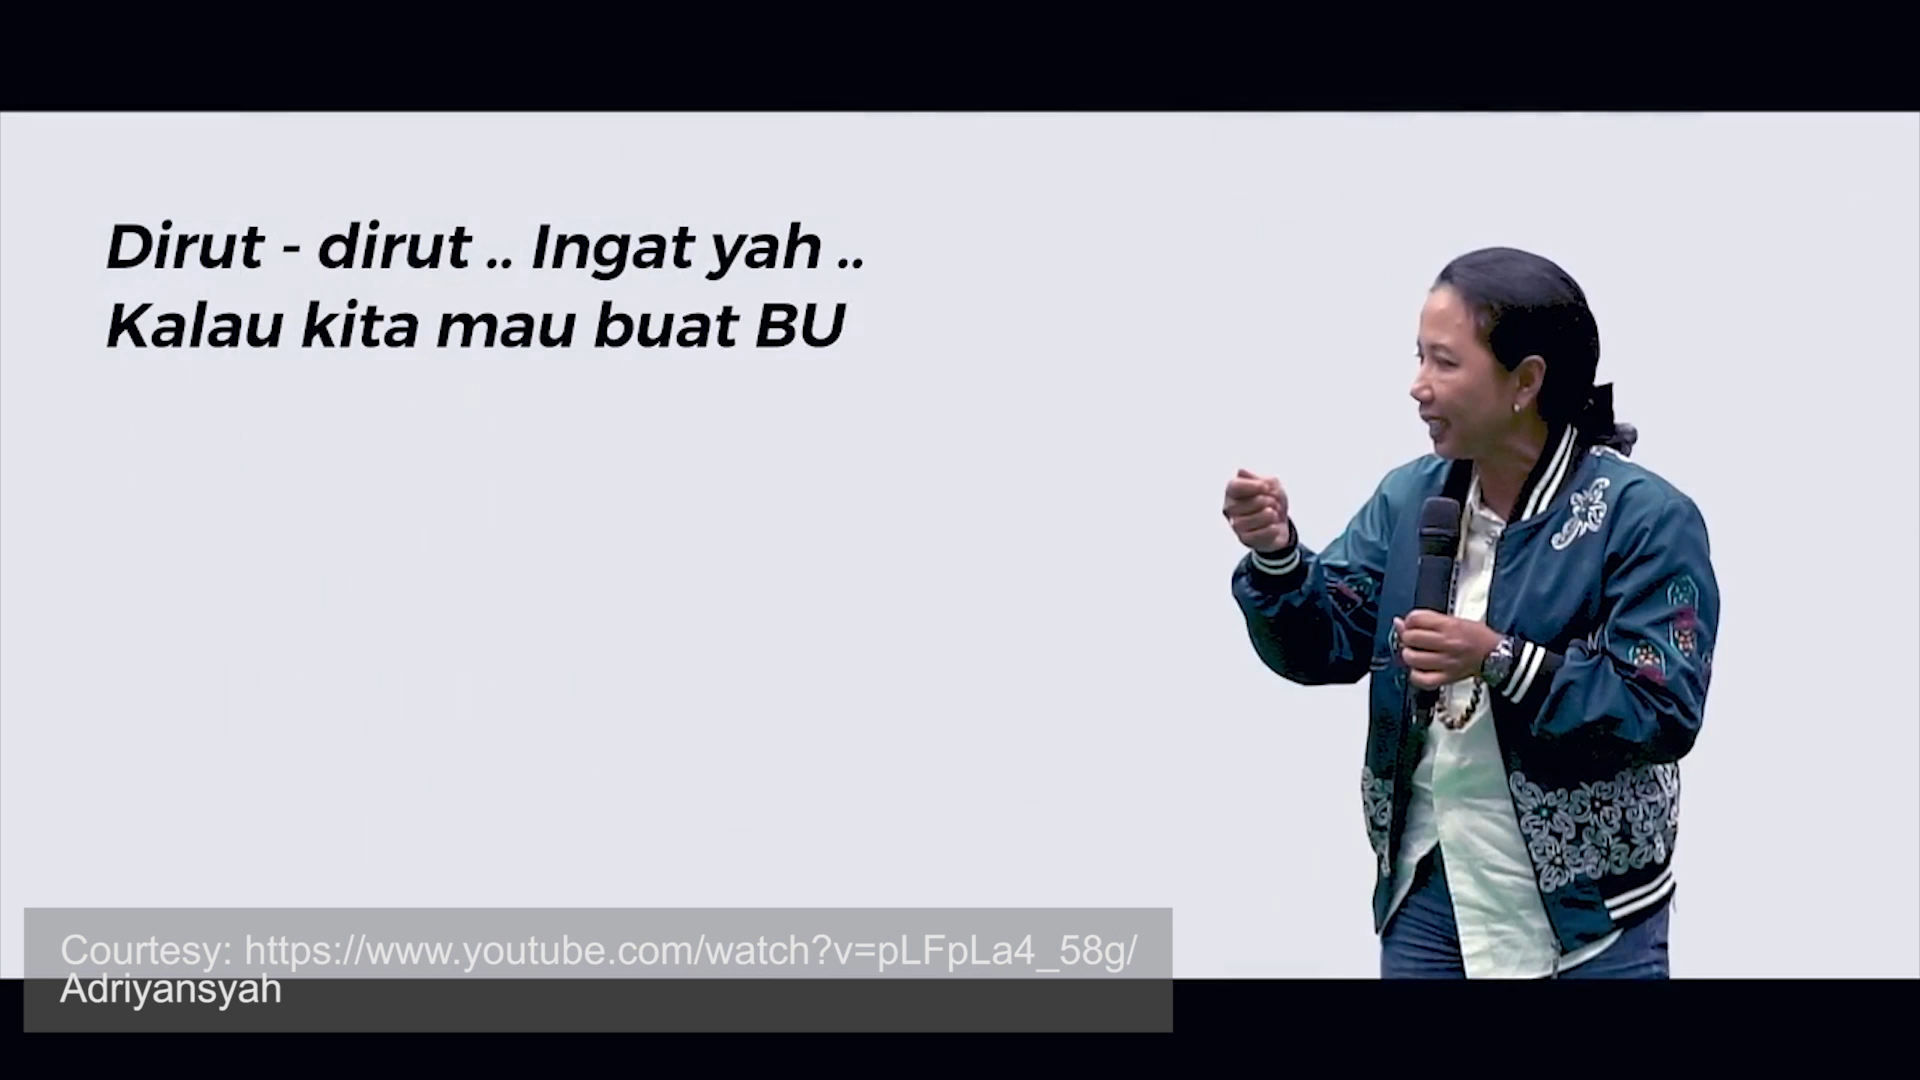 Dirut - dirut .. Ingat yah ..
Kalau kita mau buat BU
Courtesy: https://www.youtube.com/watch?v=pLFpLa4_58g/
Adriyansyah